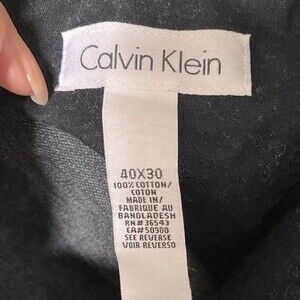 Calvin Klein
40X30
100% COTTON/
COTON
MADE IN/
FABRIQUE AU
BANGLADESH
RN#36543
CA#50900
SEE REVERSE
VOIR REVERSO